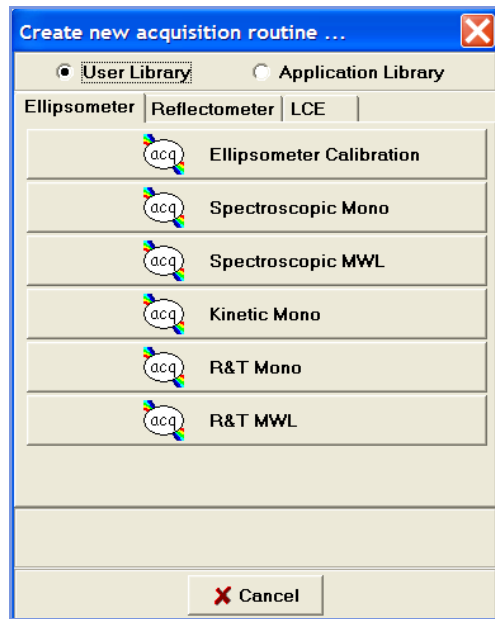 Create new acquisition routine ...
User Library Application Library
Ellipsometer Reflectometer LCE
acq Ellipsometer Calibration
acq Spectroscopic Mono
acq Spectroscopic MWL
acq Kinetic Mono
acq R&T Mono
acq R&T MWL
Cancel